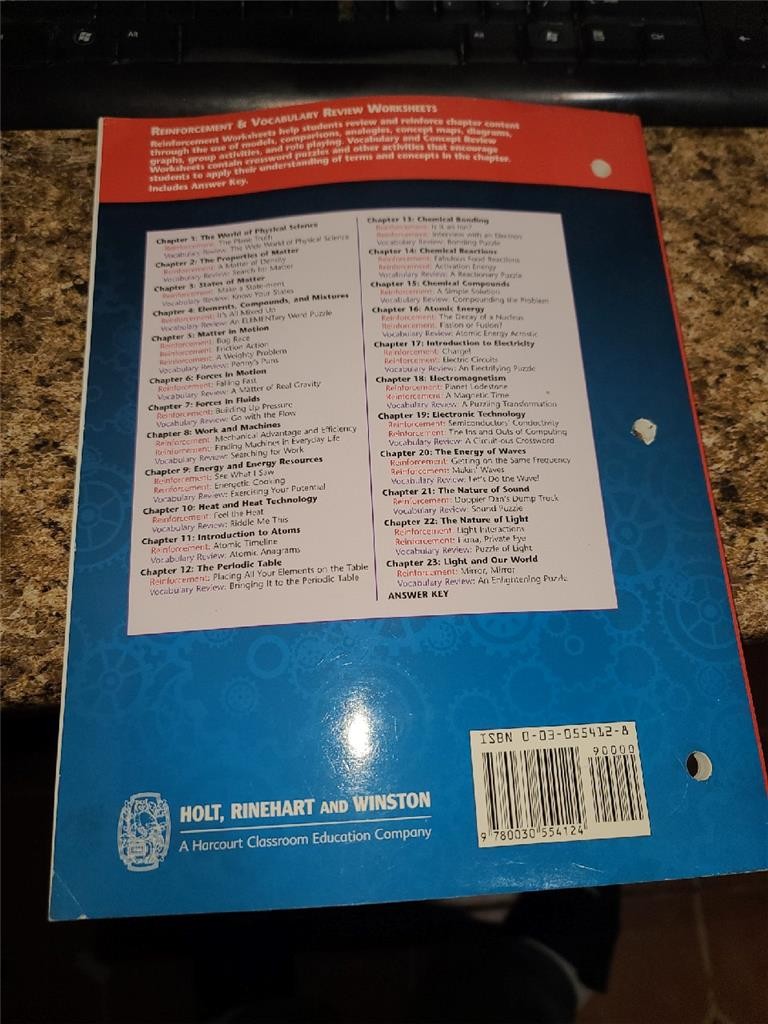 REINFORCEMENT & VOCABULARY REVIEW WORKSHEETS
Reinforcement Worksheets help students review and reinforce chapter content
through the use of models, comparisons, analogies, concept maps, diagrams,
graphs, group activities, and role playing. Vocabulary and Concept Review
Worksheets contain crossword puzzles and other activities that encourage
students to apply their understanding of terms and concepts in the chapter.
Includes Answer Key.
Chapter 1: The World of Physical Science
Reinforcement: The Plane Truth
Vocabulary Review: The Wide World of Physical Science
Chapter 2: The Properties of Matter
Reinforcement: A Matter of Density
Vocabulary Review: Search for Matter
Chapter 3: States of Matter
Reinforcement: Make a State-ment
Vocabulary Review: Know Your States
Chapter 4: Elements, Compounds, and Mixtures
Reinforcement: It's All Mixed Up
Vocabulary Review: An ELEMENTary Word Puzzle
Chapter 5: Matter in Motion
Reinforcement: Bug Race
Reinforcement: Friction Action
Reinforcement: A Weighty Problem
Vocabulary Review: Penny's Puns
Chapter 6: Forces in Motion
Reinforcement: Falling Fast
Vocabulary Review: A Matter of Real Gravity
Chapter 7: Forces in Fluids
Reinforcement: Building Up Pressure
Vocabulary Review: Go with the Flow
Chapter 8: Work and Machines
Reinforcement: Mechanical Advantage and Efficiency
Reinforcement: Finding Machines in Everyday Life
Vocabulary Review: Searching for Work
Chapter 9: Energy and Energy Resources
Reinforcement: See What I Saw
Reinforcement: Energetic Cooking
Vocabulary Review: Exercising Your Potential
Chapter 10: Heat and Heat Technology
Reinforcement: Feel the Heat
Vocabulary Review: Riddle Me This
Chapter 11: Introduction to Atoms
Reinforcement: Atomic Timeline
Vocabulary Review: Atomic Anagrams
Chapter 12: The Periodic Table
Reinforcement: Placing All Your Elements on the Table
Vocabulary Review: Bringing It to the Periodic Table
Chapter 13: Chemical Bonding
Reinforcement: Is It an Ion?
Reinforcement: Interview with an Electron
Vocabulary Review: Bonding Puzzle
Chapter 14: Chemical Reactions
Reinforcement: Fabulous Food Reactions
Reinforcement: Activation Energy
Vocabulary Review: A Reactionary Puzzle
Chapter 15: Chemical Compounds
Reinforcement: A Simple Solution
Vocabulary Review: Compounding the Problem
Chapter 16: Atomic Energy
Reinforcement: The Decay of a Nucleus
Reinforcement: Fission or Fusion?
Vocabulary Review: Atomic Energy Acrostic
Chapter 17: Introduction to Electricity
Reinforcement: Charge!
Reinforcement: Electric Circuits
Vocabulary Review: An Electrifying Puzzle
Chapter 18: Electromagnetism
Reinforcement: Planet Lodestone
Reinforcement: A Magnetic Time
Vocabulary Review: A Puzzling Transformation
Chapter 19: Electronic Technology
Reinforcement: Semiconductors' Conductivity
Reinforcement: The Ins and Outs of Computing
Vocabulary Review: A Circuit-ous Crossword
Chapter 20: The Energy of Waves
Reinforcement: Getting on the Same Frequency
Reinforcement: Makin' Waves
Vocabulary Review: Let's Do the Wave!
Chapter 21: The Nature of Sound
Reinforcement: Doppler Dan's Dump Truck
Vocabulary Review: Sound Puzzle
Chapter 22: The Nature of Light
Reinforcement: Light Interactions
Reinforcement: Fiona, Private Eye
Vocabulary Review: Puzzle of Light
Chapter 23: Light and Our World
Reinforcement: Mirror, Mirror
Vocabulary Review: An Enlightening Puzzle
ANSWER KEY
ISBN 0-03-055412-8
90000
9 780030 554124
HOLT, RINEHART AND WINSTON
A Harcourt Classroom Education Company